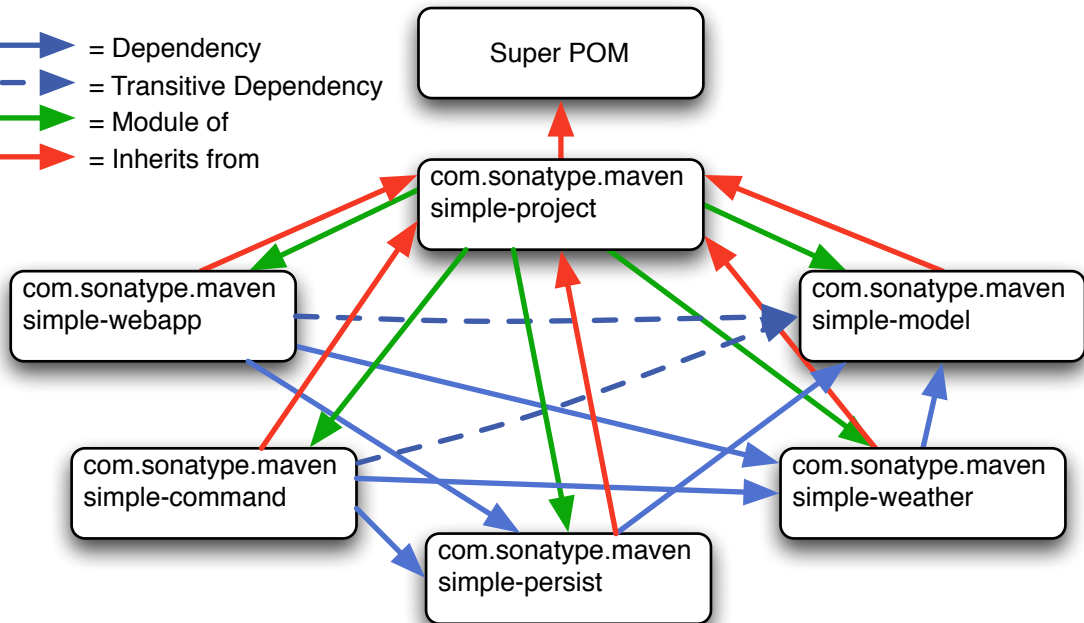 = Dependency
= Transitive Dependency
= Module of
= Inherits from
Super POM
com.sonatype.maven
simple-project
com.sonatype.maven
simple-webapp
com.sonatype.maven
simple-model
com.sonatype.maven
simple-command
com.sonatype.maven
simple-persist
com.sonatype.maven
simple-weather